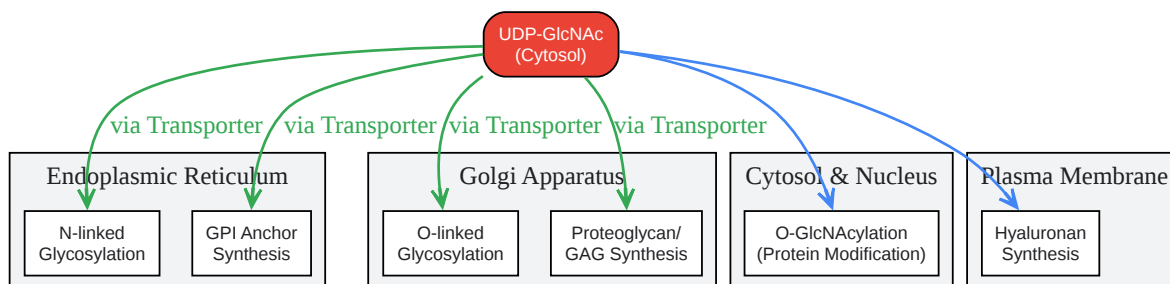 UDP-GlcNAc
(Cytosol)
via Transporter
via Transporter
via Transporter
via Transporter
Endoplasmic Reticulum
Golgi Apparatus
Cytosol & Nucleus
Plasma Membrane
N-linked
Glycosylation
GPI Anchor
Synthesis
O-linked
Glycosylation
Proteoglycan/
GAG Synthesis
O-GlcNAcylation
(Protein Modification)
Hyaluronan
Synthesis